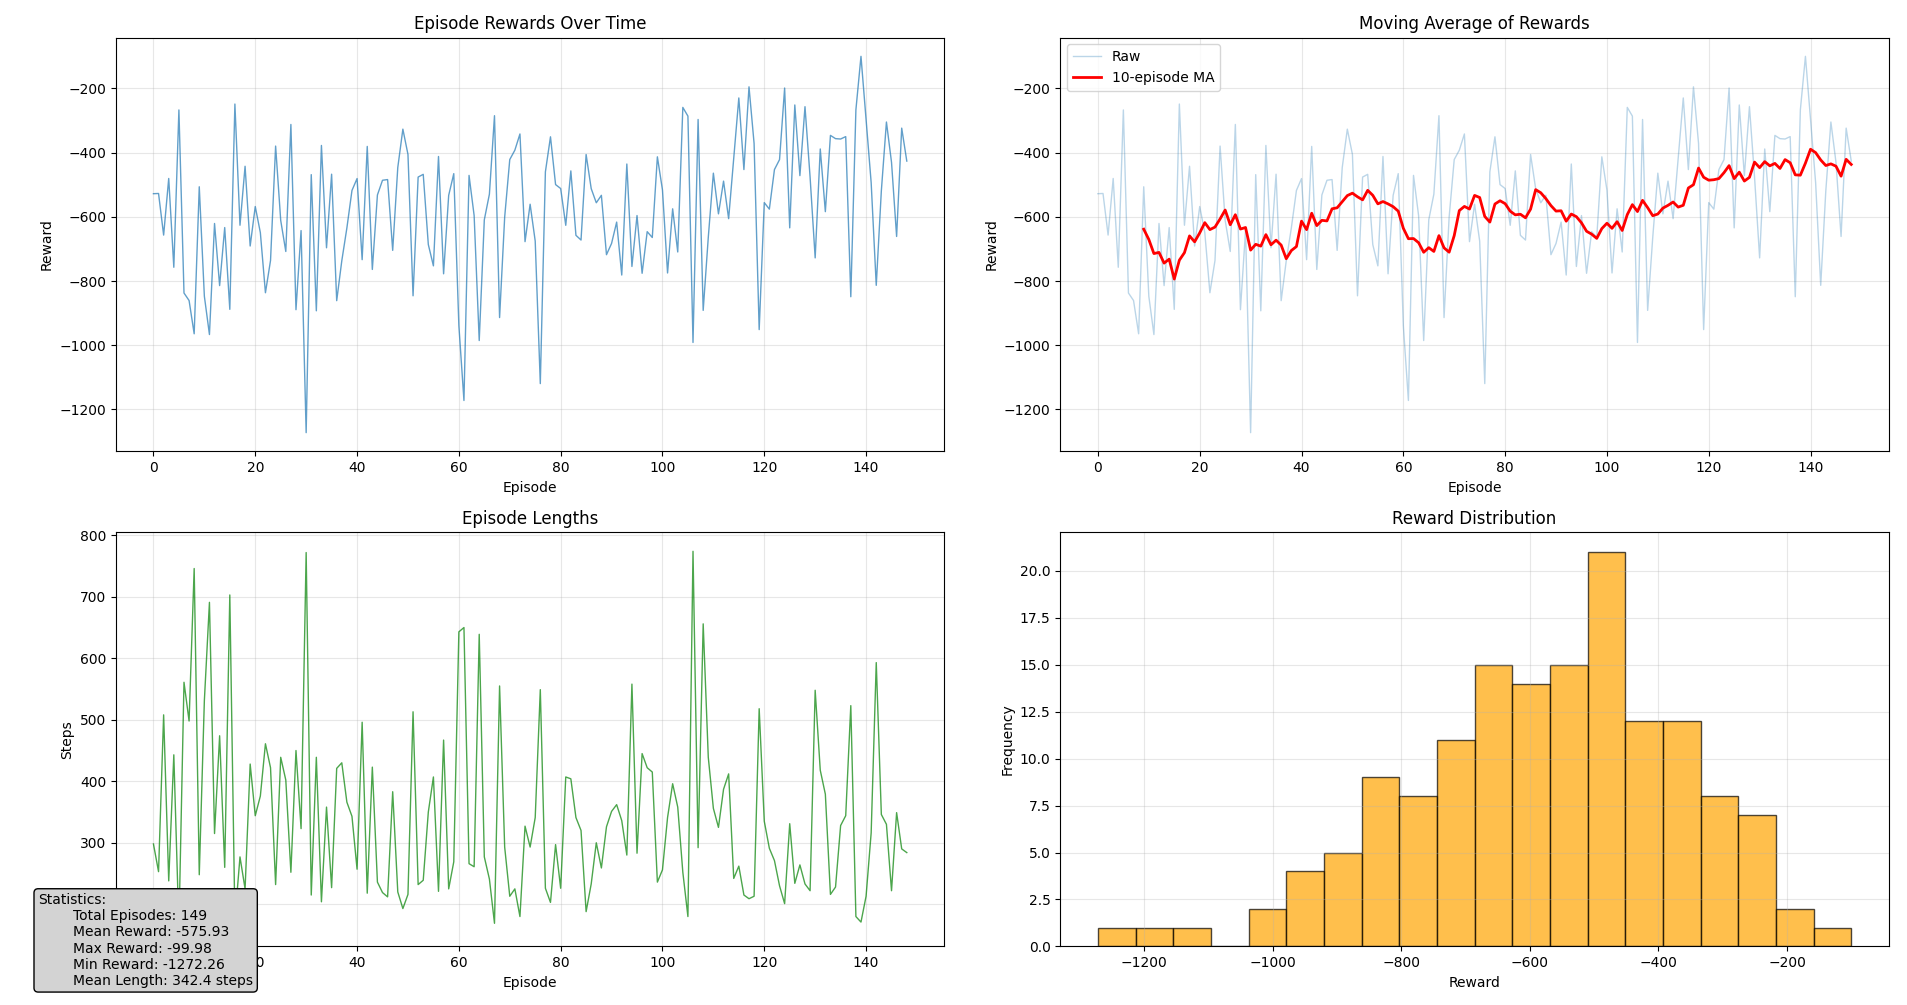 Episode Rewards Over Time
Reward
−200
−400
−600
−800
−1000
−1200
0 20 40 60 80 100 120 140
Episode
Moving Average of Rewards
Raw
10-episode MA
Reward
−200
−400
−600
−800
−1000
−1200
0 20 40 60 80 100 120 140
Episode
Episode Lengths
Steps
800
700
600
500
400
300
0 40 60 80 100 120 140
Episode
Statistics:
Total Episodes: 149
Mean Reward: -575.93
Max Reward: -99.98
Min Reward: -1272.26
Mean Length: 342.4 steps
Reward Distribution
Frequency
20.0
17.5
15.0
12.5
10.0
7.5
5.0
2.5
0.0
−1200 −1000 −800 −600 −400 −200
Reward